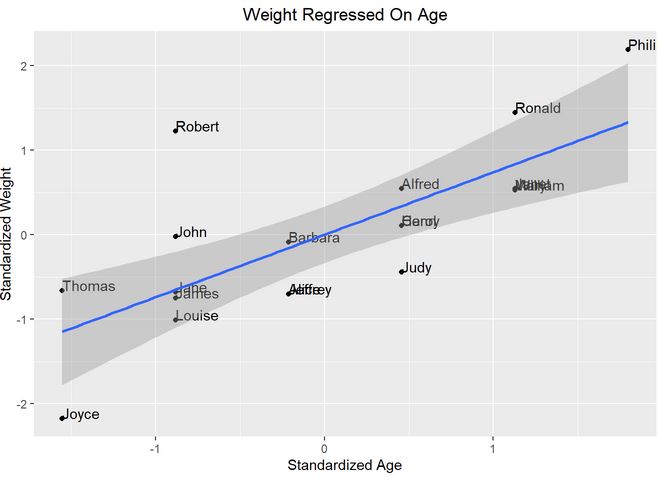 Weight Regressed On Age
Phili
2
Ronald
Robert
1
Alfred
Barbara
John
0
Judy
Thomas
James
-1
Louise
-2
Joyce
-1
0
1
Standardized Age
Standardized Weight